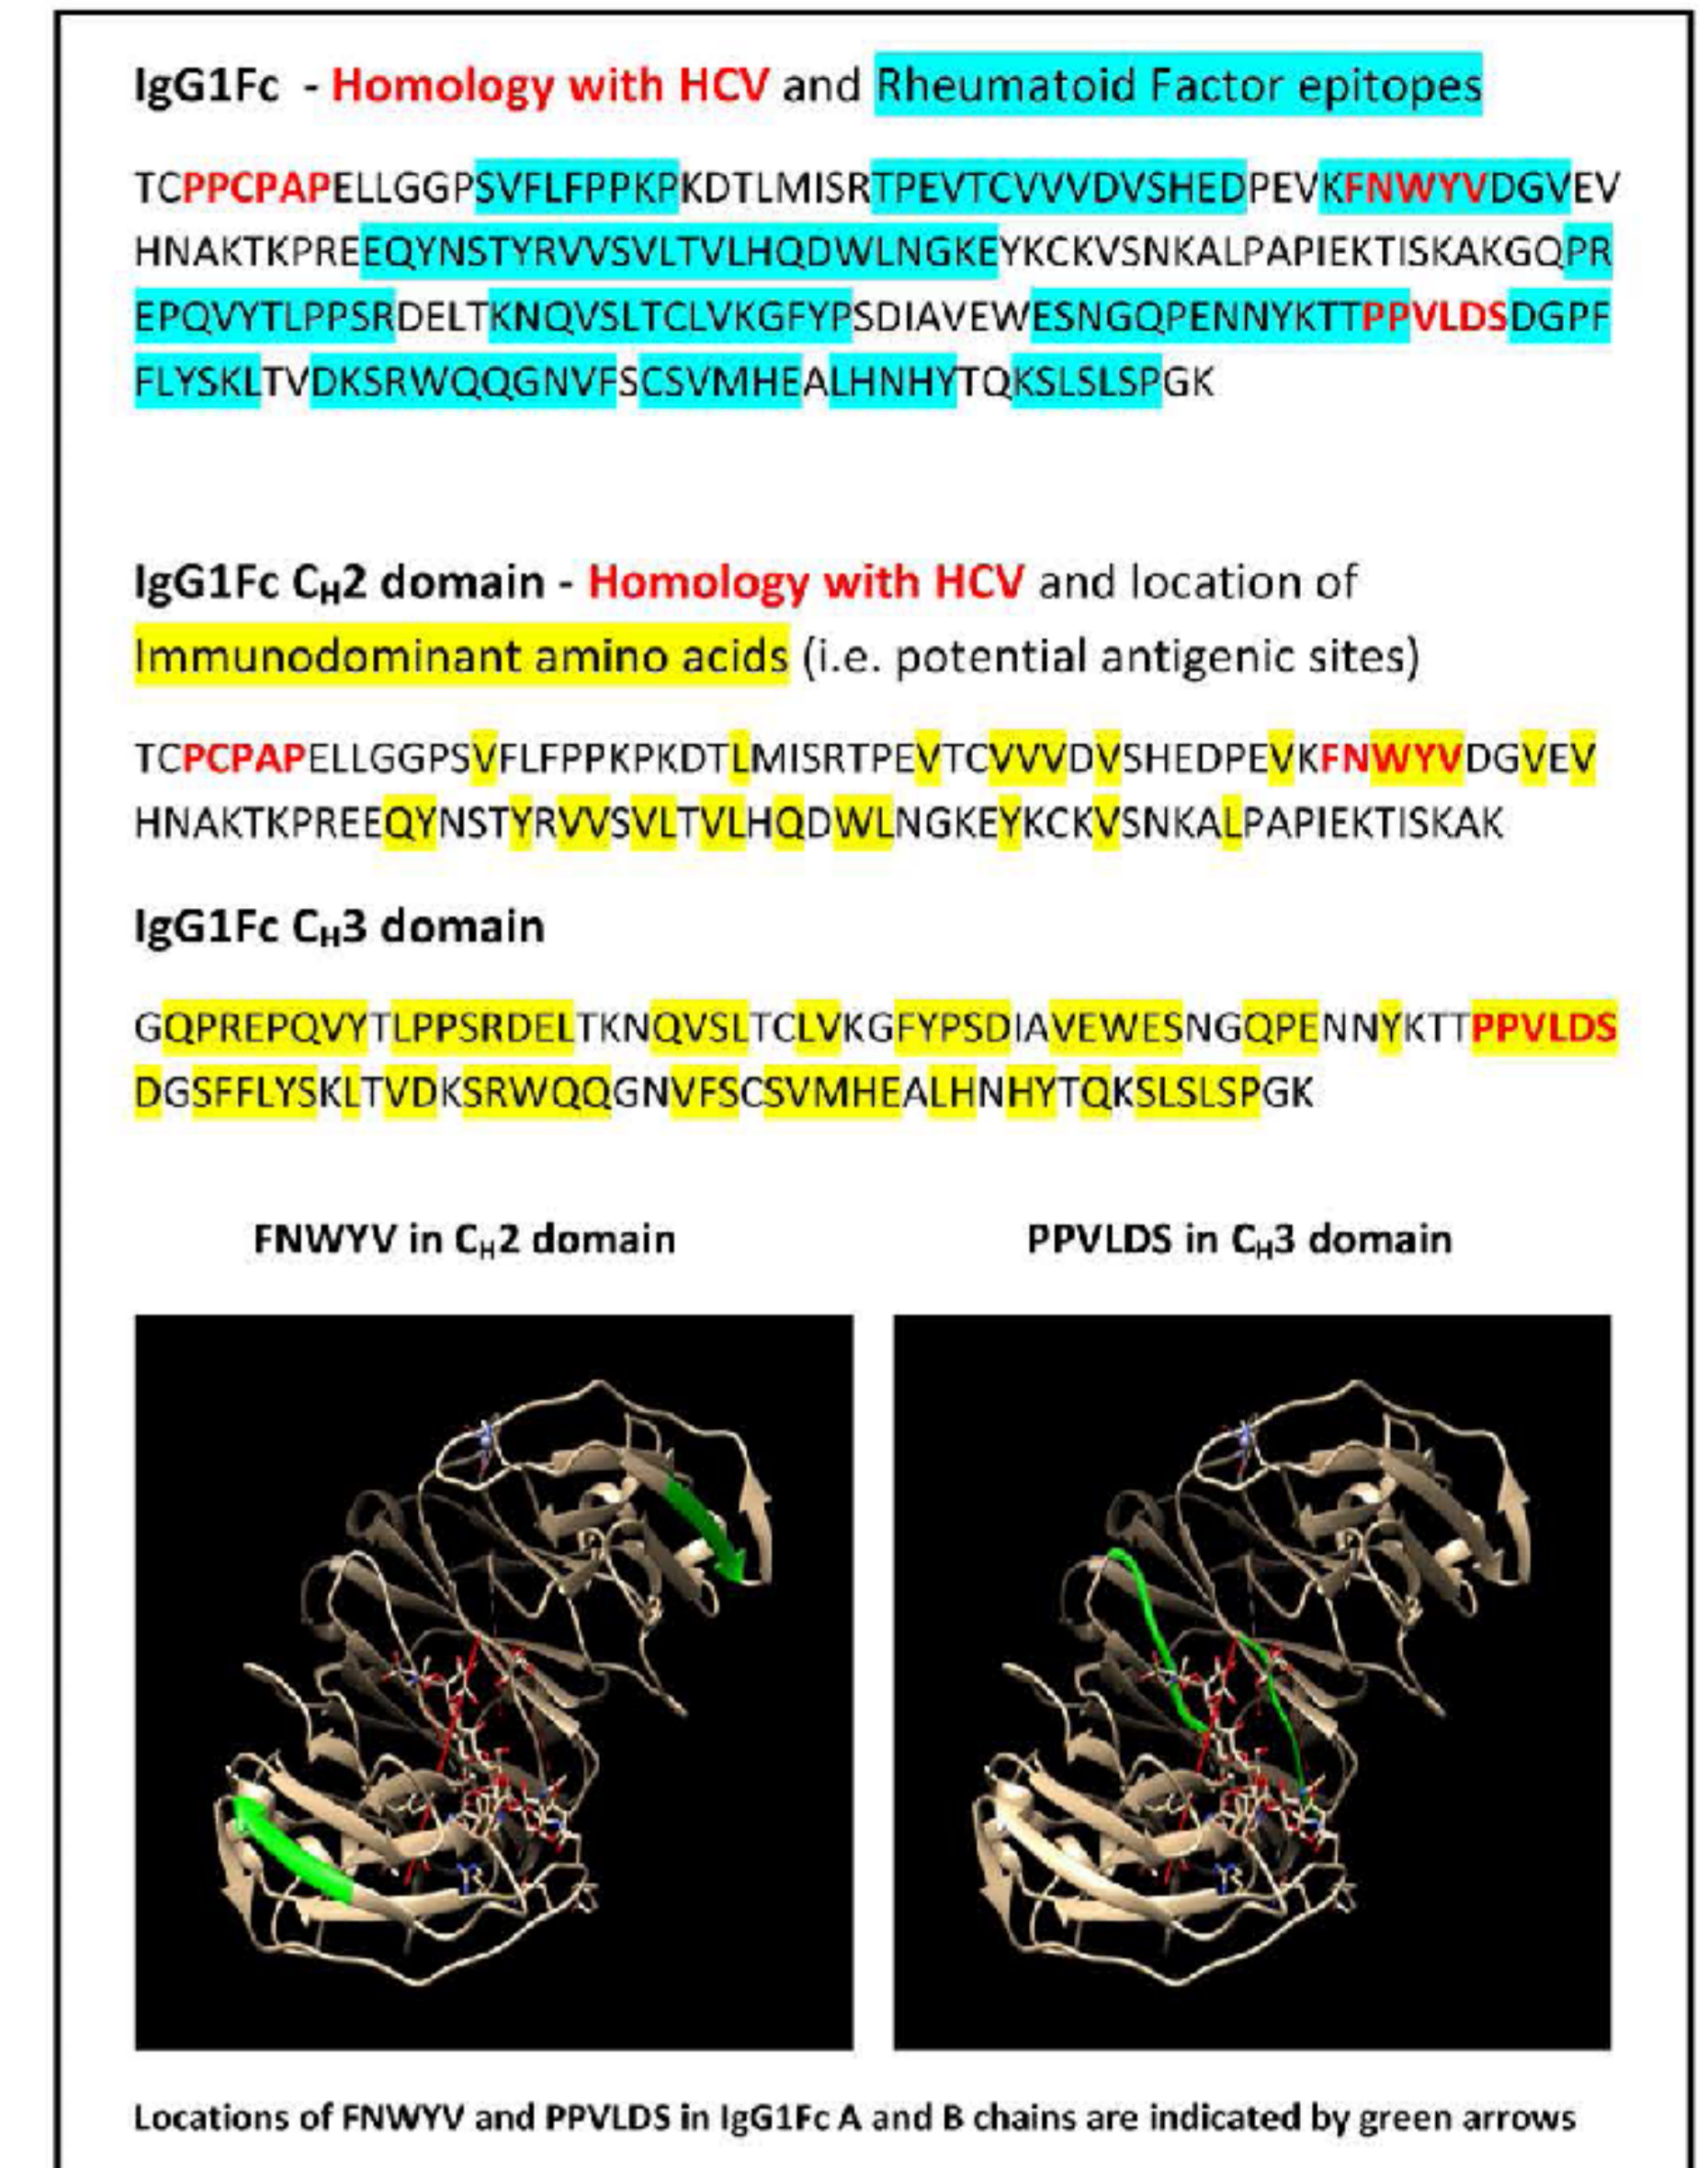 IgG1Fc - Homology with HCV and Rheumatoid Factor epitopes
TCPPCPAPELLGGPSVFLFPPKPKDTLMISRTPEVTCVVVDVSHEDPEVKFNWYVDGVEV
HNAKTKPREEQYNSTYRVVSVLTVLHQDWLNGKEYKCKVSNKALPAPIEKTISKAKGQPR
EPQVYTLPPSRDELTKNQVSLTCLVKGFYPSDIAVEWESNGQPENNYKTTPPVLDSDGPF
FLYSKLTVDKSRWQQGNVFSCSVMHEALHNHYTQKSLSLSPGK
IgG1Fc CH2 domain - Homology with HCV and location of
Immunodominant amino acids (i.e. potential antigenic sites)
TCPCPAPELLGGPSVFLFPPKPKDTLMISRTPEVTCVVVDVSHEDPEVKFNWYVDGVEV
HNAKTKPREEQYNSTYRVVSVLTVLHQDWLNGKEYKCKVSNKALPAPIEKTISKAK
IgG1Fc CH3 domain
GQPREPQVYTLPPSRDELTKNQVSLTCLVKGFYPSDIAVEWESNGQPENNYKTTPPVLDS
DGSFFLYSKLTVDKSRWQQGNVFSCSVMHEALHNHYTQKSLSLSPGK
FNWYV in CH2 domain
PPVLDS in CH3 domain
Locations of FNWYV and PPVLDS in IgG1Fc A and B chains are indicated by green arrows